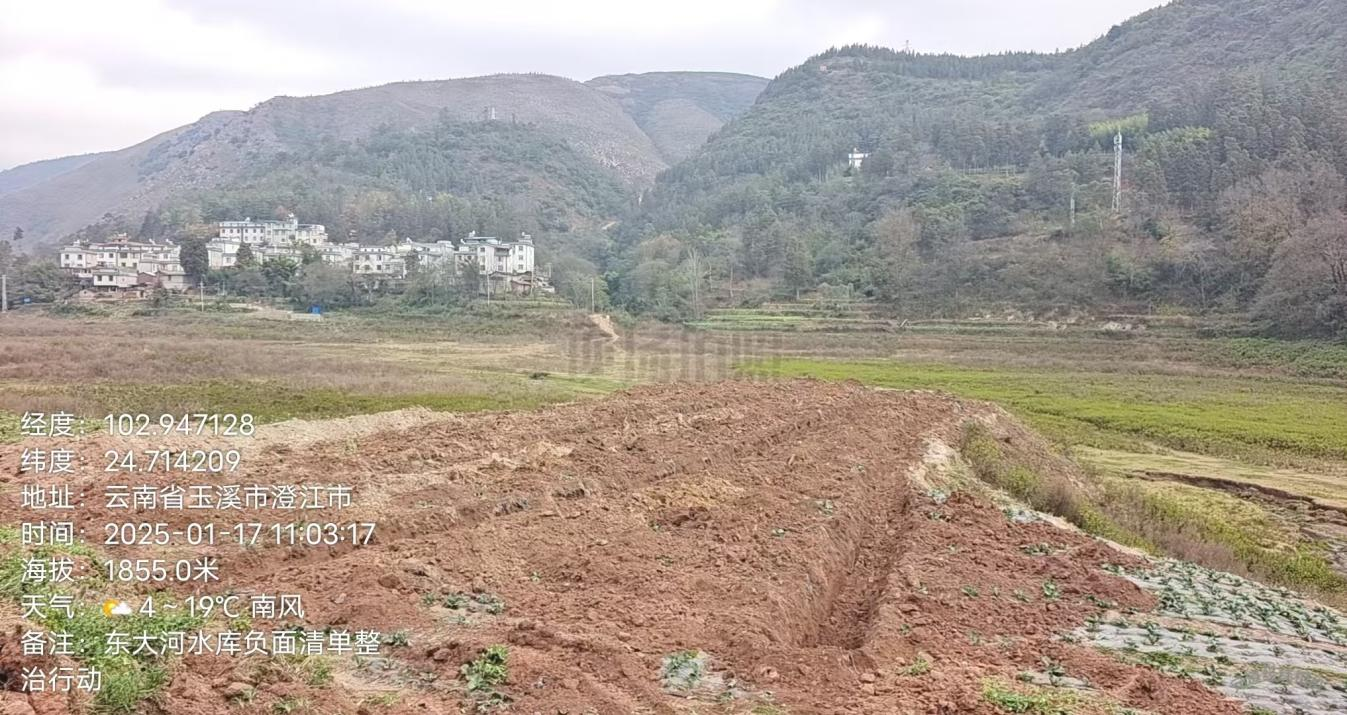 经度：102.947128
纬度：24.714209
地址：云南省玉溪市澄江市
时间：2025-01-17 11:03:17
海拔：1855.0米
天气：4～19℃ 南风
备注：东大河水库负面清单整
治行动